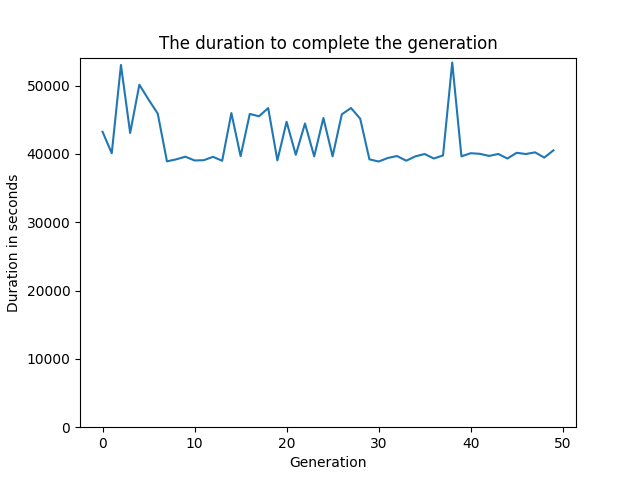 The duration to complete the generation
Duration in seconds
50000
40000
30000
20000
10000
0
0 10 20 30 40 50
Generation